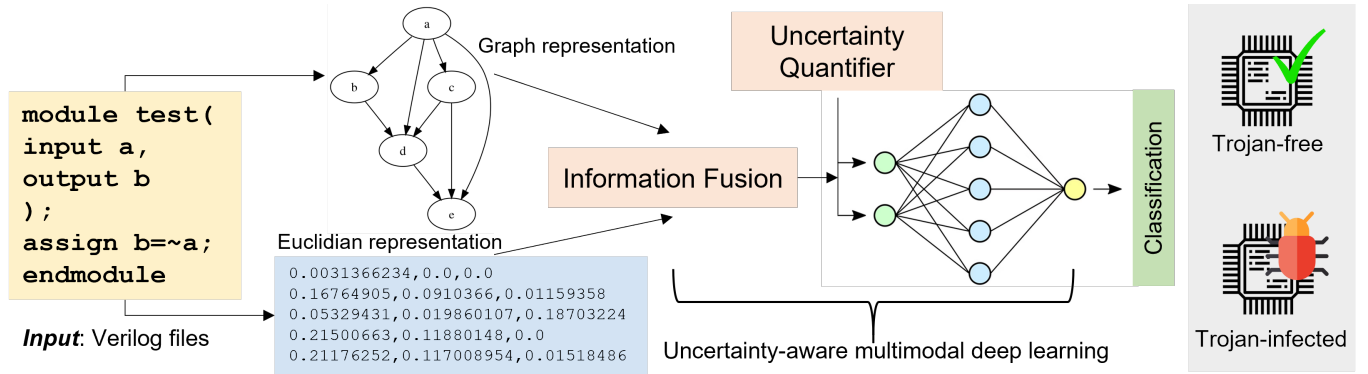 module test(
input a,
output b
);
assign b=~a;
endmodule
Input: Verilog files
a
b
c
d
e
Graph representation
Euclidian representation
0.0031366234,0.0,0.0
0.16764905,0.0910366,0.01159358
0.05329431,0.019860107,0.18703224
0.21500663,0.11880148,0.0
0.21176252,0.117008954,0.01518486
Information Fusion
Uncertainty
Quantifier
Classification
Uncertainty-aware multimodal deep learning
Trojan-free
Trojan-infected